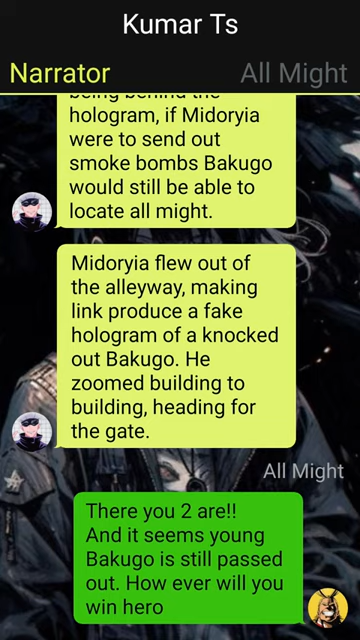 Kumar Ts
Narrator
All Might
being behind the
hologram, if Midoryia
were to send out
smoke bombs Bakugo
would still be able to
locate all might.
Midoryia flew out of
the alleyway, making
link produce a fake
hologram of a knocked
out Bakugo. He
zoomed building to
building, heading for
the gate.
All Might
There you 2 are!!
And it seems young
Bakugo is still passed
out. How ever will you
win hero